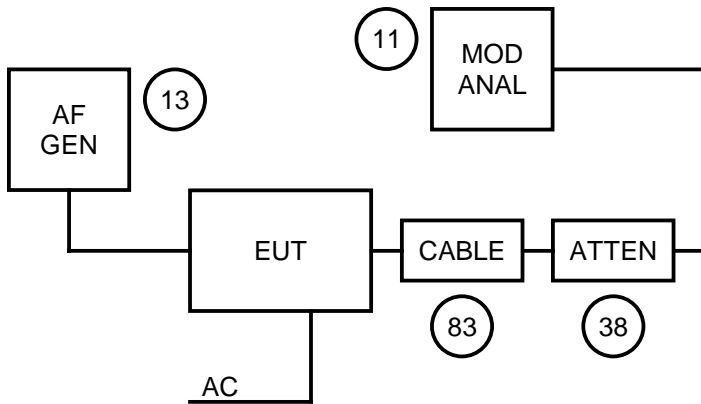 11
MOD
ANAL
13
AF
GEN
EUT
CABLE
ATTEN
83
38
AC